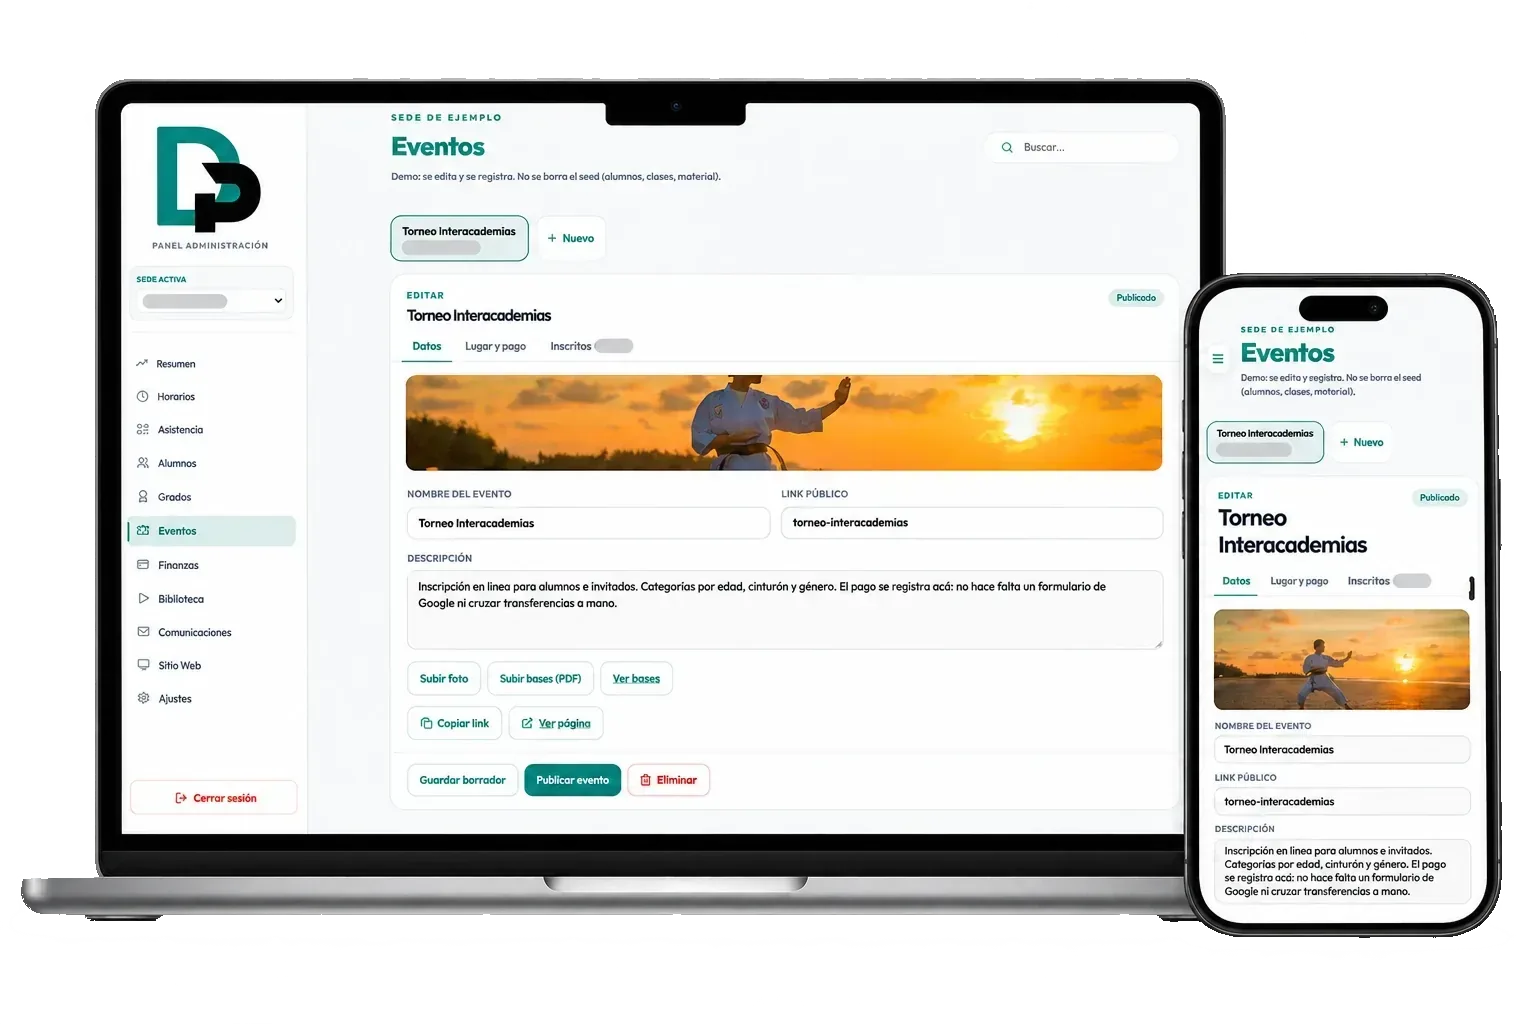 DP
PANEL ADMINISTRACIÓN
SEDE ACTIVA
Resumen
Horarios
Asistencia
Alumnos
Grados
Eventos
Finanzas
Biblioteca
Comunicaciones
Sitio Web
Ajustes
Cerrar sesión
SEDE DE EJEMPLO
Eventos
Demo: se edita y se registra. No se borra el seed (alumnos, clases, material).
Buscar...
Torneo Interacademias
+ Nuevo
EDITAR
Publicado
Torneo Interacademias
Datos Lugar y pago Inscritos
NOMBRE DEL EVENTO
Torneo Interacademias
LINK PÚBLICO
torneo-interacademias
DESCRIPCIÓN
Inscripción en linea para alumnos e invitados. Categorías por edad, cinturón y género. El pago se registra acá: no hace falta un formulario de
Google ni cruzar transferencias a mano.
Subir foto Subir bases (PDF) Ver bases
Copiar link Ver página
Guardar borrador Publicar evento Eliminar
SEDE DE EJEMPLO
Eventos
Demo: se edita y registra. No se borra el seed
(alumnos, clases, motorial).
Torneo Interacademias
+ Nuevo
EDITAR
Publicado
Torneo
Interacademias
Datos Lugar y pago Inscritos
NOMBRE DEL EVENTO
Torneo Interacademias
LINK PÚBLICO
torneo-interacademias
DESCRIPCIÓN
Inscripción en linea para alumnos e invitados.
Categorías por edad, cinturón y género. El pago
se registra acá: no hace falta un formulario de
Google ni cruzar transferencias a mano.